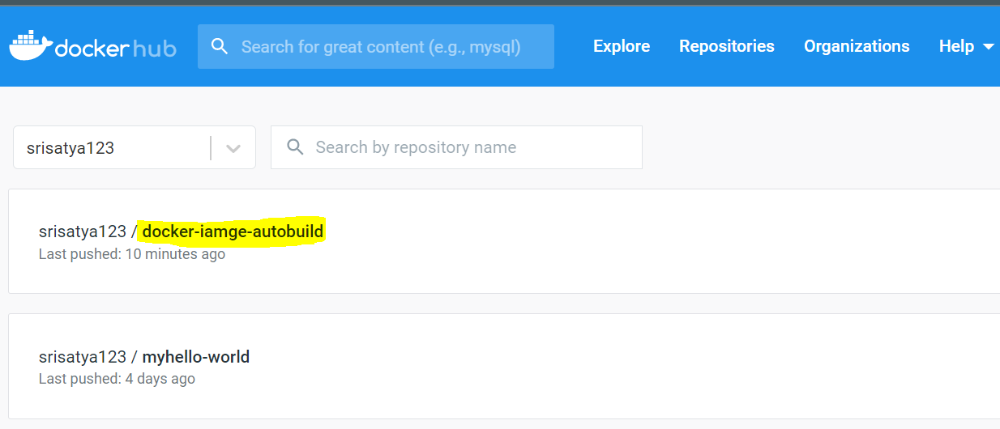 dockerhub Search for great content (e.g., mysql) Explore Repositories Organizations Help
srisatya123 Search by repository name
srisatya123 / docker-iamge-autobuild
Last pushed: 10 minutes ago
srisatya123 / myhello-world
Last pushed: 4 days ago